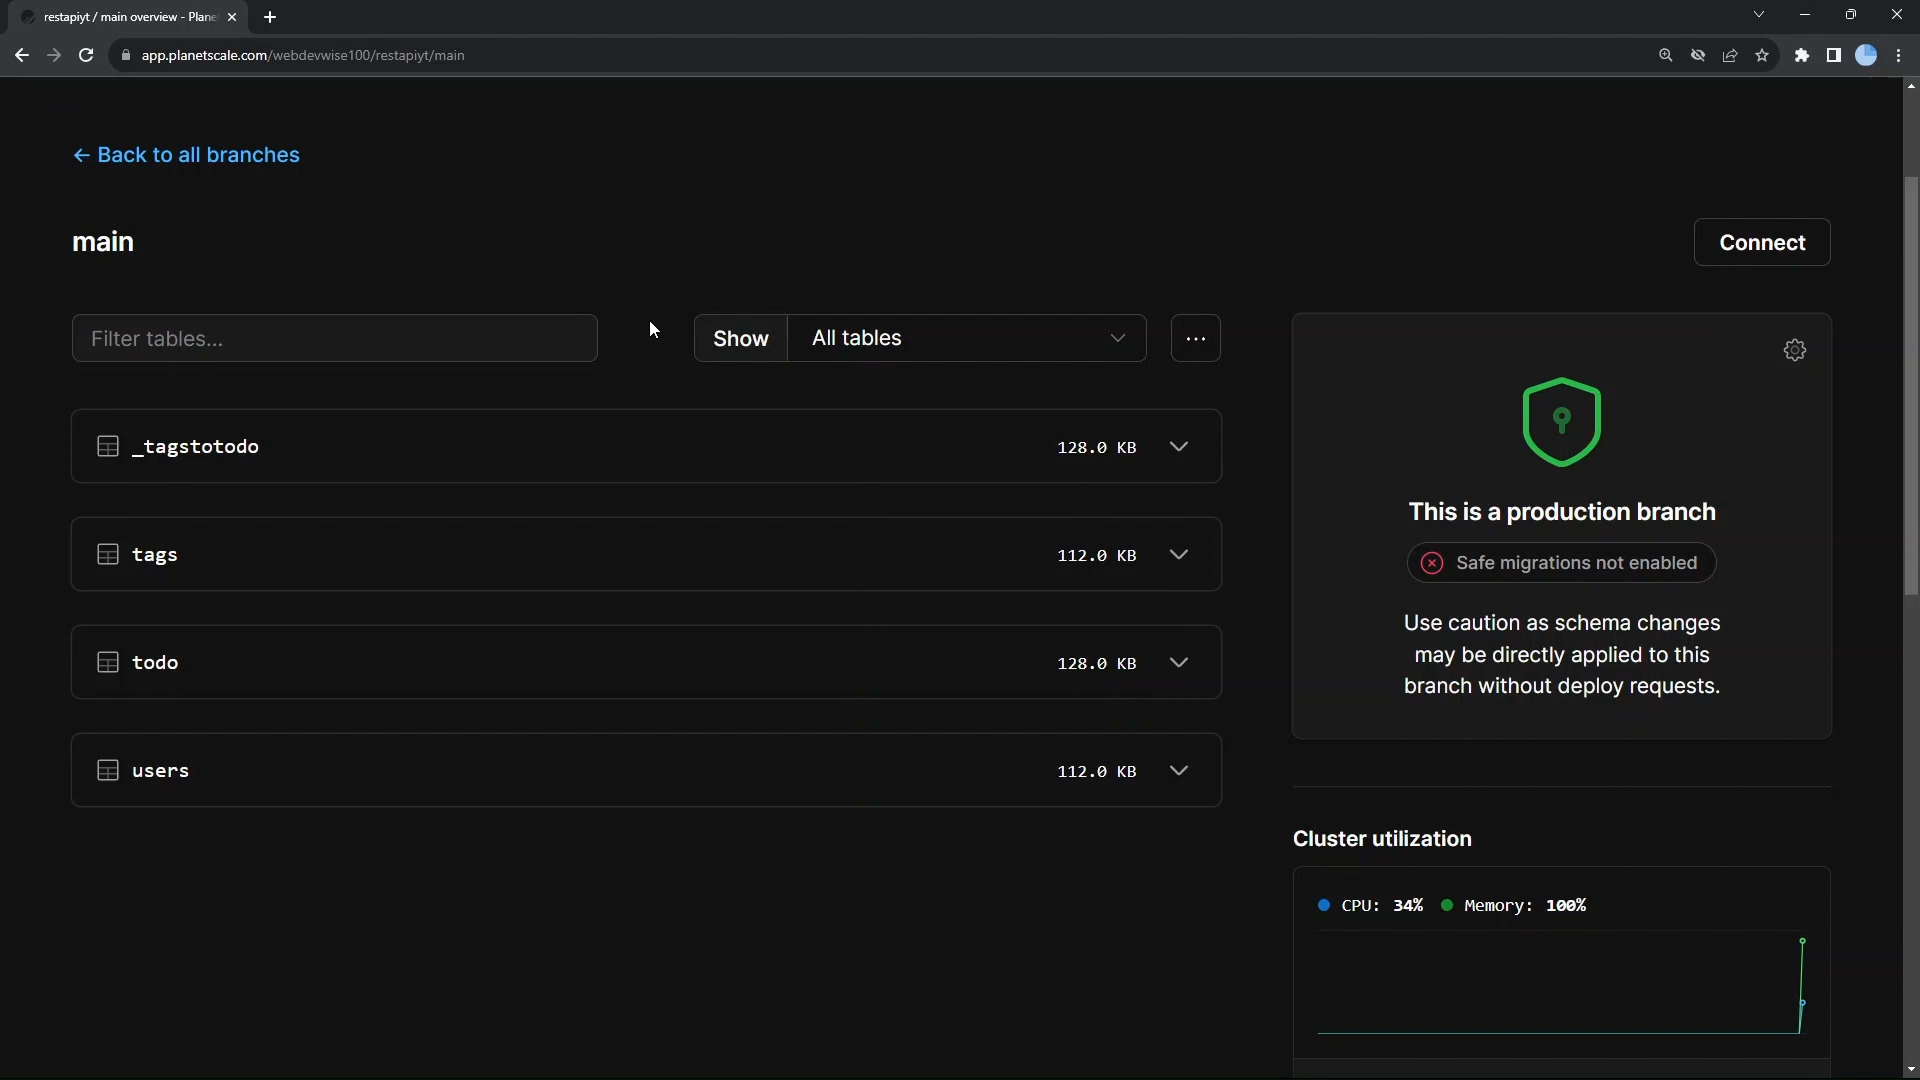 restapiyt / main overview - Plane
app.planetscale.com/webdevwise100/restapiyt/main
← Back to all branches
main
Connect
Filter tables...
Show
All tables
...
_tagstotodo
128.0 KB
tags
112.0 KB
todo
128.0 KB
users
112.0 KB
This is a production branch
Safe migrations not enabled
Use caution as schema changes
may be directly applied to this
branch without deploy requests.
Cluster utilization
CPU: 34% Memory: 100%